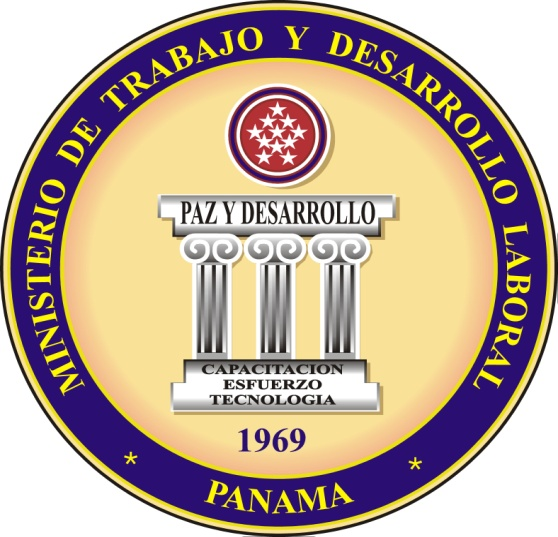 MINISTERIO DE TRABAJO Y DESARROLLO LABORAL
PAZ Y DESARROLLO
CAPACITACION
ESFUERZO
TECNOLOGIA
1969
* PANAMA *